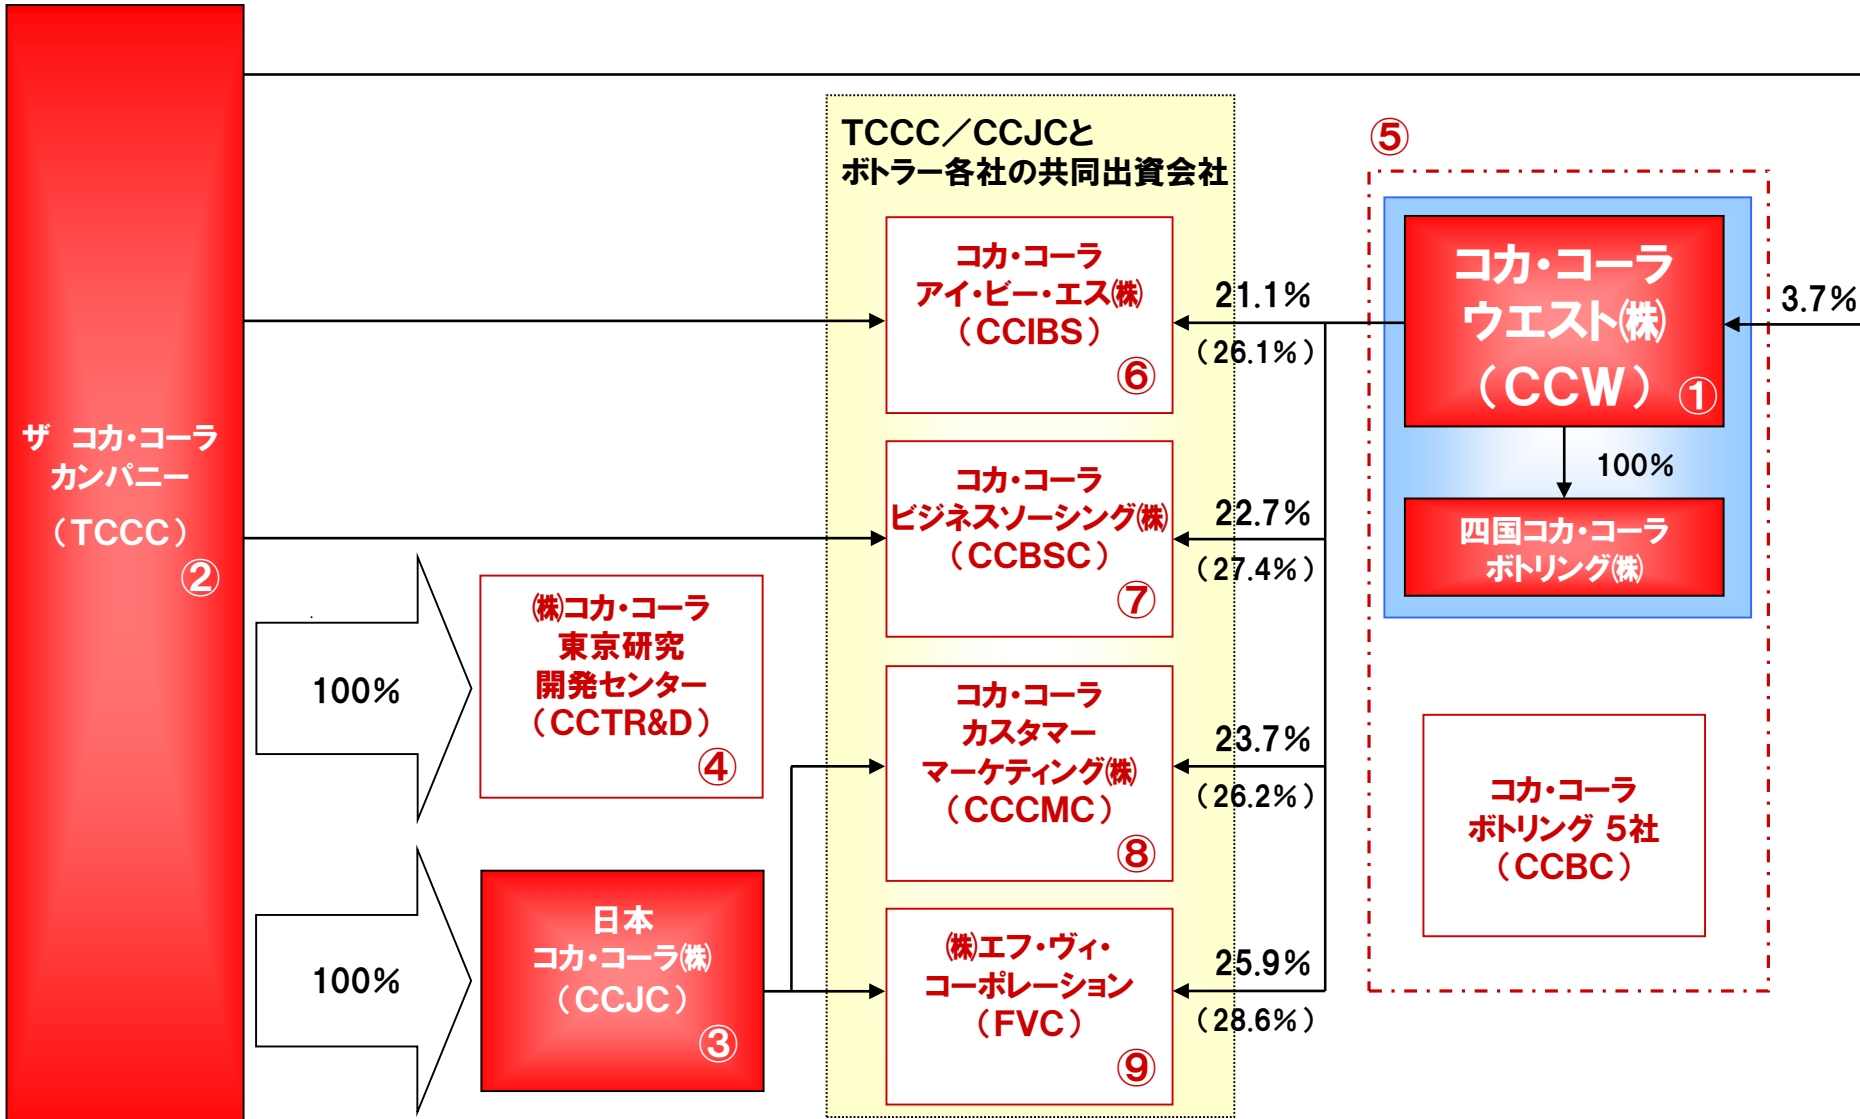 ザ コカ・コーラ
カンパニー
(TCCC)
②
100%
100%
㈱コカ・コーラ
東京研究
開発センター
(CCTR&D)
④
日本
コカ・コーラ㈱
(CCJC)
③
TCCC/CCJCと
ボトラー各社の共同出資会社
コカ・コーラ
アイ・ビー・エス㈱
(CCIBS)
⑥
コカ・コーラ
ビジネスソーシング㈱
(CCBSC)
⑦
コカ・コーラ
カスタマー
マーケティング㈱
(CCCMC)
⑧
㈱エフ・ヴィ・
コーポレーション
(FVC)
⑨
21.1%
(26.1%)
22.7%
(27.4%)
23.7%
(26.2%)
25.9%
(28.6%)
⑤
コカ・コーラ
ウエスト㈱
(CCW)
①
3.7%
100%
四国コカ・コーラ
ボトリング㈱
コカ・コーラ
ボトリング 5社
(CCBC)